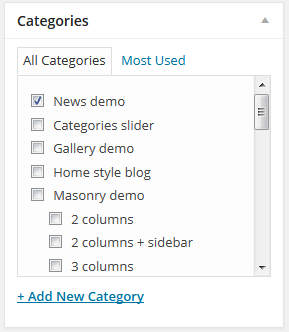 Categories
All Categories Most Used
News demo
Categories slider
Gallery demo
Home style blog
Masonry demo
2 columns
2 columns + sidebar
3 columns
+ Add New Category